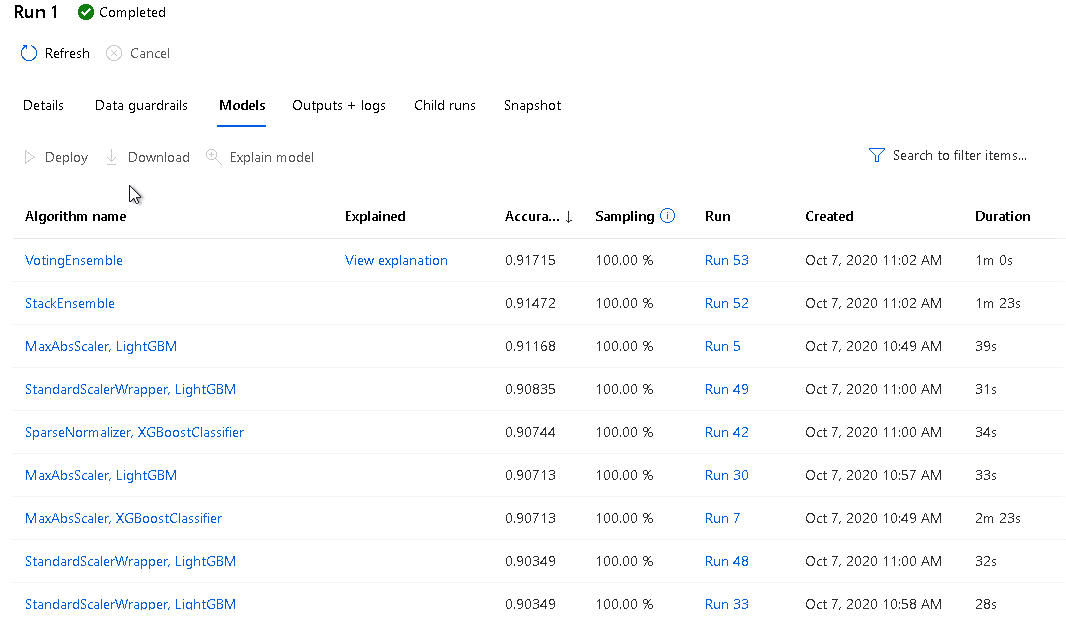 Run 1 Completed
Refresh Cancel
Details Data guardrails Models Outputs + logs Child runs Snapshot
Deploy Download Explain model Search to filter items...
Algorithm name Explained Accura... ↓ Sampling Run Created Duration
VotingEnsemble View explanation 0.91715 100.00 % Run 53 Oct 7, 2020 11:02 AM 1m 0s
StackEnsemble 0.91472 100.00 % Run 52 Oct 7, 2020 11:02 AM 1m 23s
MaxAbsScaler, LightGBM 0.91168 100.00 % Run 5 Oct 7, 2020 10:49 AM 39s
StandardScalerWrapper, LightGBM 0.90835 100.00 % Run 49 Oct 7, 2020 11:00 AM 31s
SparseNormalizer, XGBoostClassifier 0.90744 100.00 % Run 42 Oct 7, 2020 11:00 AM 34s
MaxAbsScaler, LightGBM 0.90713 100.00 % Run 30 Oct 7, 2020 10:57 AM 33s
MaxAbsScaler, XGBoostClassifier 0.90713 100.00 % Run 7 Oct 7, 2020 10:49 AM 2m 23s
StandardScalerWrapper, LightGBM 0.90349 100.00 % Run 48 Oct 7, 2020 11:00 AM 32s
StandardScalerWrapper, LightGBM 0.90349 100.00 % Run 33 Oct 7, 2020 10:58 AM 28s